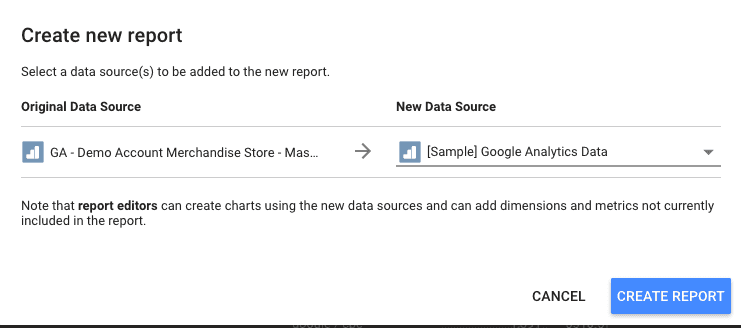 Create new report
Select a data source(s) to be added to the new report.
Original Data Source New Data Source
GA - Demo Account Merchandise Store - Mas... [Sample] Google Analytics Data
Note that report editors can create charts using the new data sources and can add dimensions and metrics not currently
included in the report.
CANCEL CREATE REPORT